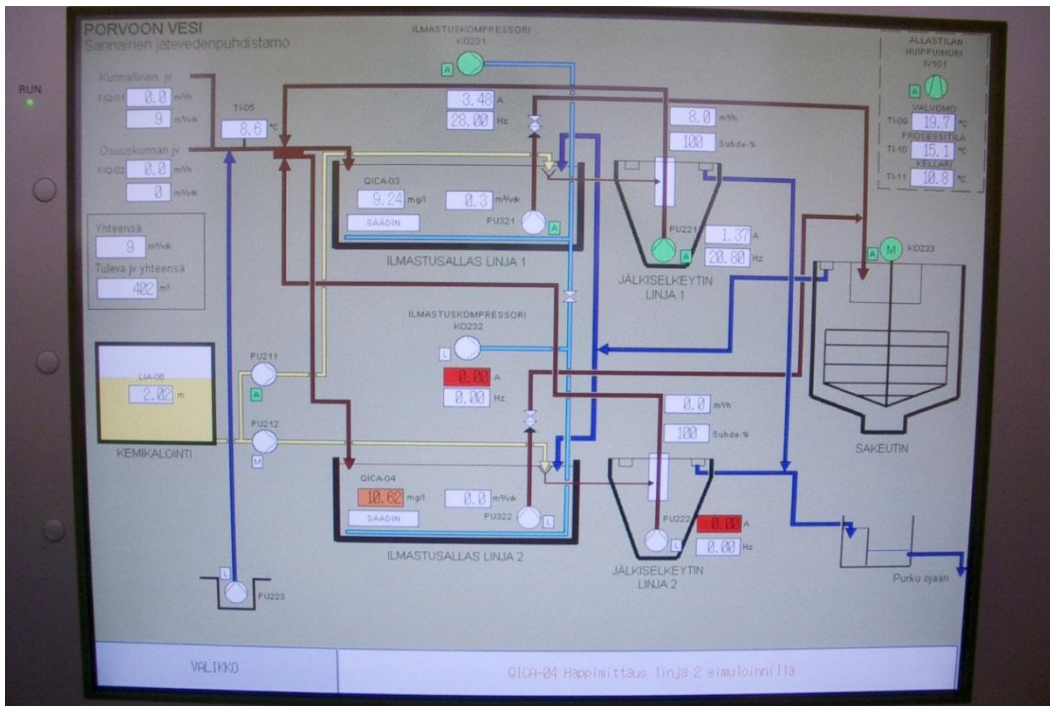 RUN
PORVOON VESI
Sannainen jätevedenpuhdistamo
Kunnallinen jv
FIQ-01 0.0 m³/h
9 m³/vrk
TI-05
8.6 °C
Osuuskunnan jv
FIQ-02 0.0 m³/h
0 m³/vrk
Yhteensä
9 m³/vrk
Tuleva jv yhteensä
402 m³
ILMASTUSKOMPRESSORI
KO231
A
3.48 A
28.00 Hz
QICA-03
9.24 mg/l
0.3 m³/vrk
SÄÄDIN
PU321
A
ILMASTUSALLAS LINJA 1
8.0 m³/h
100 Suhde-%
PU221
A
1.37 A
20.80 Hz
JÄLKISELKEYTIN
LINJA 1
ALLASTILAN
HUIPPUIMURI
IV101
A
VALVOMO
TI-09 19.7 °C
PROSESSITILA
TI-10 15.1 °C
KELLARI
TI-11 10.8 °C
A
M
KO233
SAKEUTIN
ILMASTUSKOMPRESSORI
KO232
L
0.00 A
0.00 Hz
LIA-06
2.02 m
KEMIKALOINTI
PU211
A
PU212
M
QICA-04
10.62 mg/l
0.0 m³/vrk
SÄÄDIN
PU322
L
ILMASTUSALLAS LINJA 2
0.0 m³/h
100 Suhde-%
PU222
L
0.00 A
0.00 Hz
JÄLKISELKEYTIN
LINJA 2
L
PU223
Purku ojaan
VALIKKO
QICA-04 Happimittaus linja 2 simuloinnilla